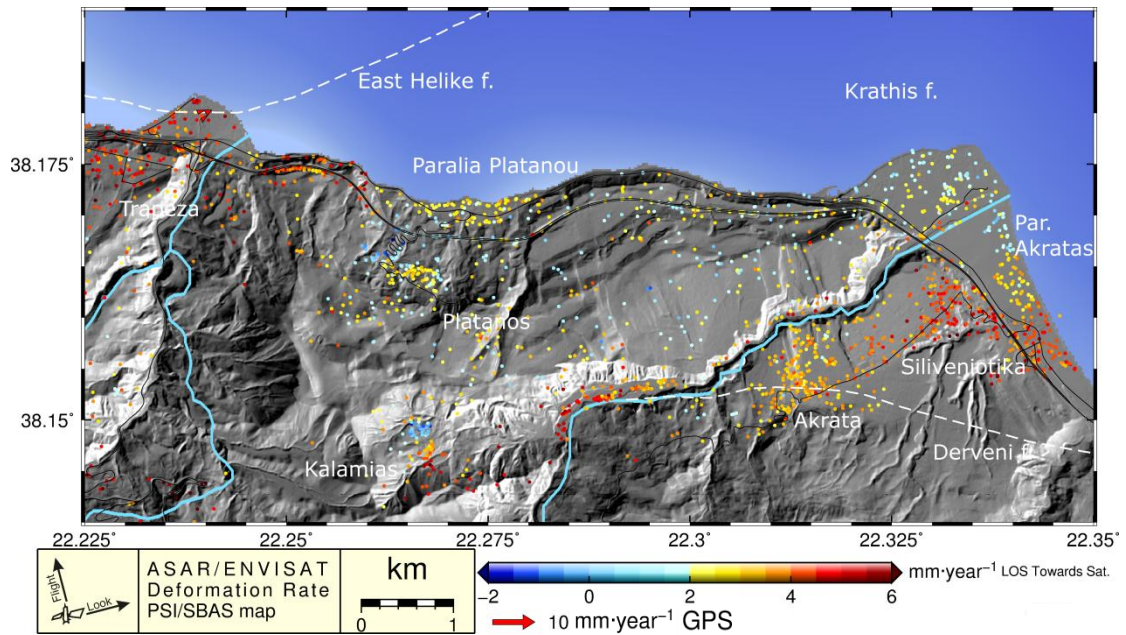 East Helike f.
Krathis f.
38.175°
Paralia Platanou
Trapeza
Par.
Akratas
Platanos
Siliveniotika
38.15°
Akrata
Kalamias
Derveni f.
22.225° 22.25° 22.275° 22.3° 22.325° 22.35°
Flight
Look
ASAR/ENVISAT
Deformation Rate
PSI/SBAS map
km
0 1
−2 0 2 4 6
mm·year⁻¹ LOS Towards Sat.
10 mm·year⁻¹ GPS